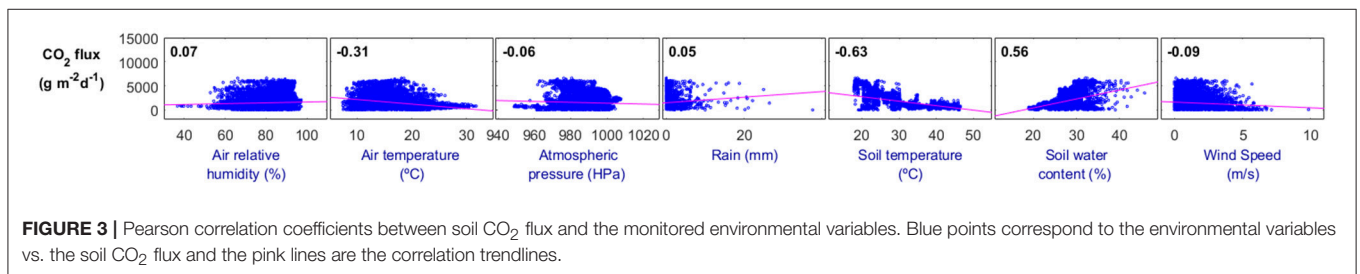 CO₂ flux
(g m⁻²d⁻¹)
15000
10000
5000
0
0.07
-0.31
-0.06
0.05
-0.63
0.56
-0.09
40 60 80 100
10 20 30
940 960 980 1000 1020
0 20
20 30 40 50
20 30 40
0 5 10
Air relative
humidity (%)
Air temperature
(ºC)
Atmospheric
pressure (HPa)
Rain (mm)
Soil temperature
(ºC)
Soil water
content (%)
Wind Speed
(m/s)
FIGURE 3 | Pearson correlation coefficients between soil CO₂ flux and the monitored environmental variables. Blue points correspond to the environmental variables
vs. the soil CO₂ flux and the pink lines are the correlation trendlines.